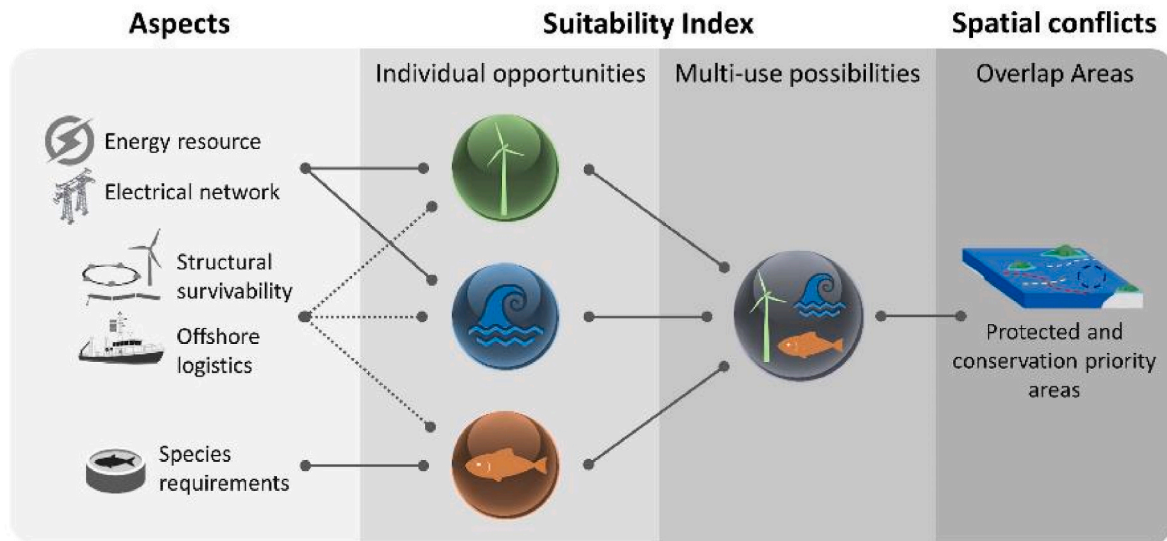 Aspects
Suitability Index
Spatial conflicts
Individual opportunities
Multi-use possibilities
Overlap Areas
Energy resource
Electrical network
Structural
survivability
Offshore
logistics
Species
requirements
Protected and
conservation priority
areas